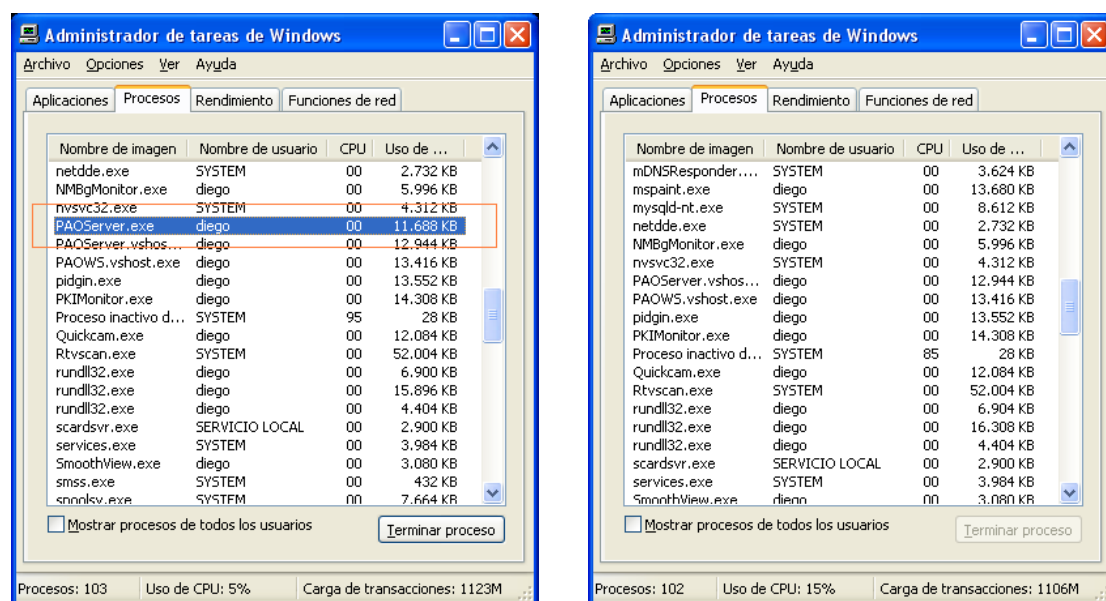 Administrador de tareas de Windows
Archivo Opciones Ver Ayuda
Aplicaciones Procesos Rendimiento Funciones de red
Nombre de imagen Nombre de usuario CPU Uso de ...
netdde.exe SYSTEM 00 2.732 KB
NMBgMonitor.exe diego 00 5.996 KB
nvsvc32.exe SYSTEM 00 4.312 KB
PAOServer.exe diego 00 11.688 KB
PAOServer.vshos... diego 00 12.944 KB
PAOWS.vshost.exe diego 00 13.416 KB
pidgin.exe diego 00 13.552 KB
PKIMonitor.exe diego 00 14.308 KB
Proceso inactivo d... SYSTEM 95 28 KB
Quickcam.exe diego 00 12.084 KB
Rtvscan.exe SYSTEM 00 52.004 KB
rundll32.exe diego 00 6.900 KB
rundll32.exe diego 00 15.896 KB
rundll32.exe diego 00 4.404 KB
scardsvr.exe SERVICIO LOCAL 00 2.900 KB
services.exe SYSTEM 00 3.984 KB
SmoothView.exe diego 00 3.080 KB
smss.exe SYSTEM 00 432 KB
spoolsv.exe SYSTEM 00 7.664 KB
Mostrar procesos de todos los usuarios Terminar proceso
Procesos: 103 Uso de CPU: 5% Carga de transacciones: 1123M
Administrador de tareas de Windows
Archivo Opciones Ver Ayuda
Aplicaciones Procesos Rendimiento Funciones de red
Nombre de imagen Nombre de usuario CPU Uso de ...
mDNSResponder.... SYSTEM 00 3.624 KB
mspaint.exe diego 00 13.680 KB
mysqld-nt.exe SYSTEM 00 8.612 KB
netdde.exe SYSTEM 00 2.732 KB
NMBgMonitor.exe diego 00 5.996 KB
nvsvc32.exe SYSTEM 00 4.312 KB
PAOServer.vshos... diego 00 12.944 KB
PAOWS.vshost.exe diego 00 13.416 KB
pidgin.exe diego 00 13.552 KB
PKIMonitor.exe diego 00 14.308 KB
Proceso inactivo d... SYSTEM 85 28 KB
Quickcam.exe diego 00 12.084 KB
Rtvscan.exe SYSTEM 00 52.004 KB
rundll32.exe diego 00 6.904 KB
rundll32.exe diego 00 16.308 KB
rundll32.exe diego 00 4.404 KB
scardsvr.exe SERVICIO LOCAL 00 2.900 KB
services.exe SYSTEM 00 3.984 KB
SmoothView.exe diego 00 3.080 KB
Mostrar procesos de todos los usuarios Terminar proceso
Procesos: 102 Uso de CPU: 15% Carga de transacciones: 1106M